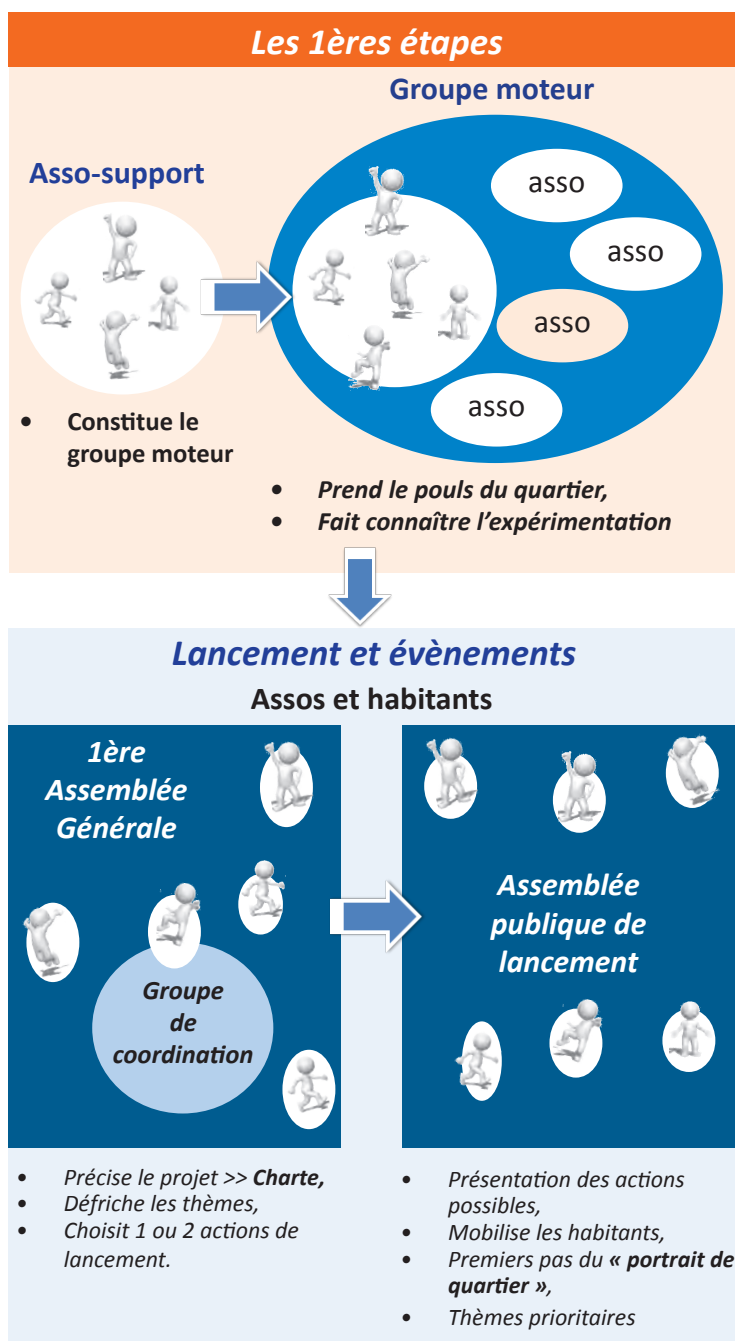 Les 1ères étapes
Groupe moteur
Asso-support
asso
asso
asso
asso
• Constitue le
groupe moteur
• Prend le pouls du quartier,
• Fait connaître l’expérimentation
Lancement et évènements
Assos et habitants
1ère
Assemblée
Générale
Groupe
de
coordination
Assemblée
publique de
lancement
• Précise le projet >> Charte,
• Défriche les thèmes,
• Choisit 1 ou 2 actions de
lancement.
• Présentation des actions
possibles,
• Mobilise les habitants,
• Premiers pas du « portrait de
quartier »,
• Thèmes prioritaires